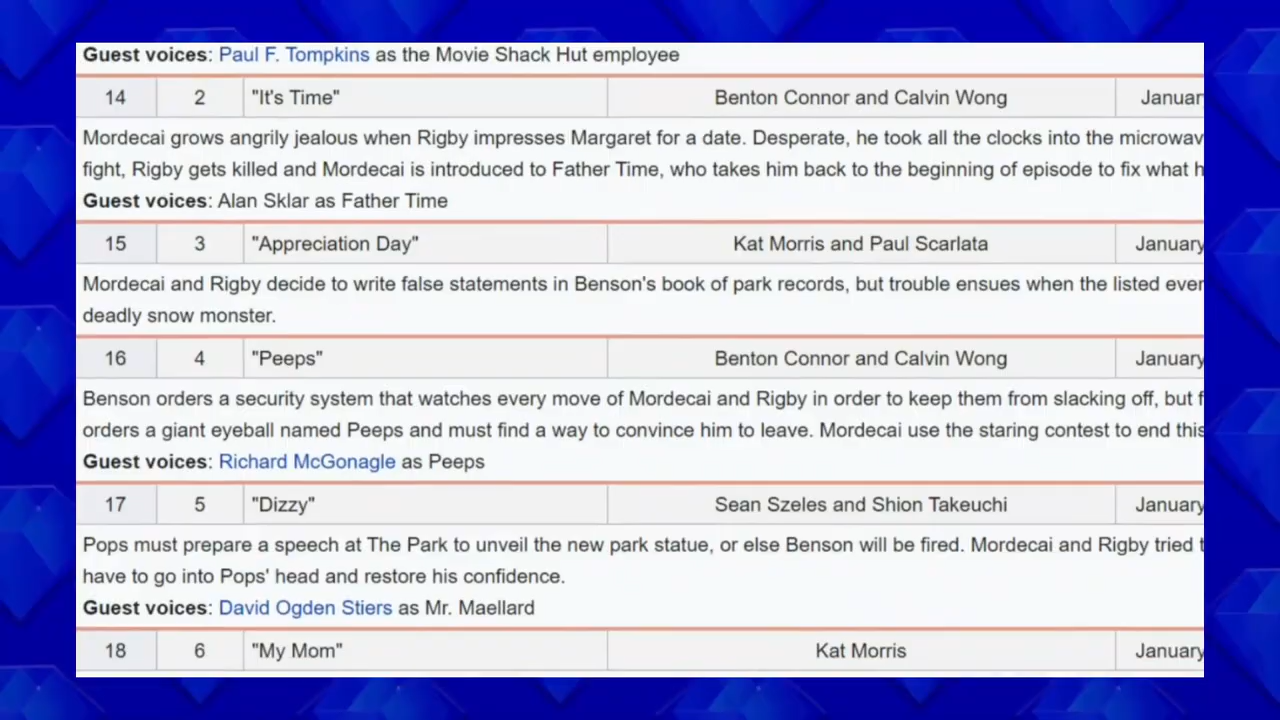 Guest voices: Paul F. Tompkins as the Movie Shack Hut employee
14 2 "It's Time" Benton Connor and Calvin Wong Januar
Mordecai grows angrily jealous when Rigby impresses Margaret for a date. Desperate, he took all the clocks into the microwav
fight, Rigby gets killed and Mordecai is introduced to Father Time, who takes him back to the beginning of episode to fix what h
Guest voices: Alan Sklar as Father Time
15 3 "Appreciation Day" Kat Morris and Paul Scarlata January
Mordecai and Rigby decide to write false statements in Benson's book of park records, but trouble ensues when the listed ever
deadly snow monster.
16 4 "Peeps" Benton Connor and Calvin Wong January
Benson orders a security system that watches every move of Mordecai and Rigby in order to keep them from slacking off, but f
orders a giant eyeball named Peeps and must find a way to convince him to leave. Mordecai use the staring contest to end this
Guest voices: Richard McGonagle as Peeps
17 5 "Dizzy" Sean Szeles and Shion Takeuchi January
Pops must prepare a speech at The Park to unveil the new park statue, or else Benson will be fired. Mordecai and Rigby tried t
have to go into Pops' head and restore his confidence.
Guest voices: David Ogden Stiers as Mr. Maellard
18 6 "My Mom" Kat Morris January